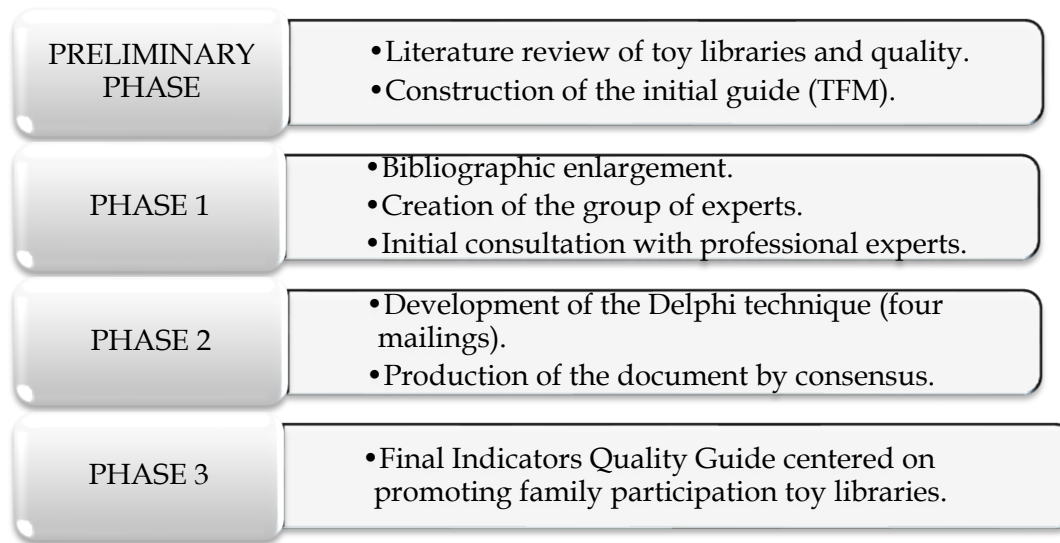 PRELIMINARY
PHASE
•Literature review of toy libraries and quality.
•Construction of the initial guide (TFM).
PHASE 1
•Bibliographic enlargement.
•Creation of the group of experts.
•Initial consultation with professional experts.
PHASE 2
•Development of the Delphi technique (four
mailings).
•Production of the document by consensus.
PHASE 3
•Final Indicators Quality Guide centered on
promoting family participation toy libraries.